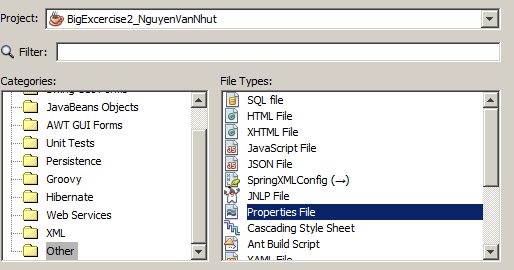 Project: BigExcercise2_NguyenVanNhut
Filter:
Categories:
JavaBeans Objects
AWT GUI Forms
Unit Tests
Persistence
Groovy
Hibernate
Web Services
XML
Other
File Types:
SQL file
HTML File
XHTML File
JavaScript File
JSON File
SpringXMLConfig (→)
JNLP File
Properties File
Cascading Style Sheet
Ant Build Script
YAML File